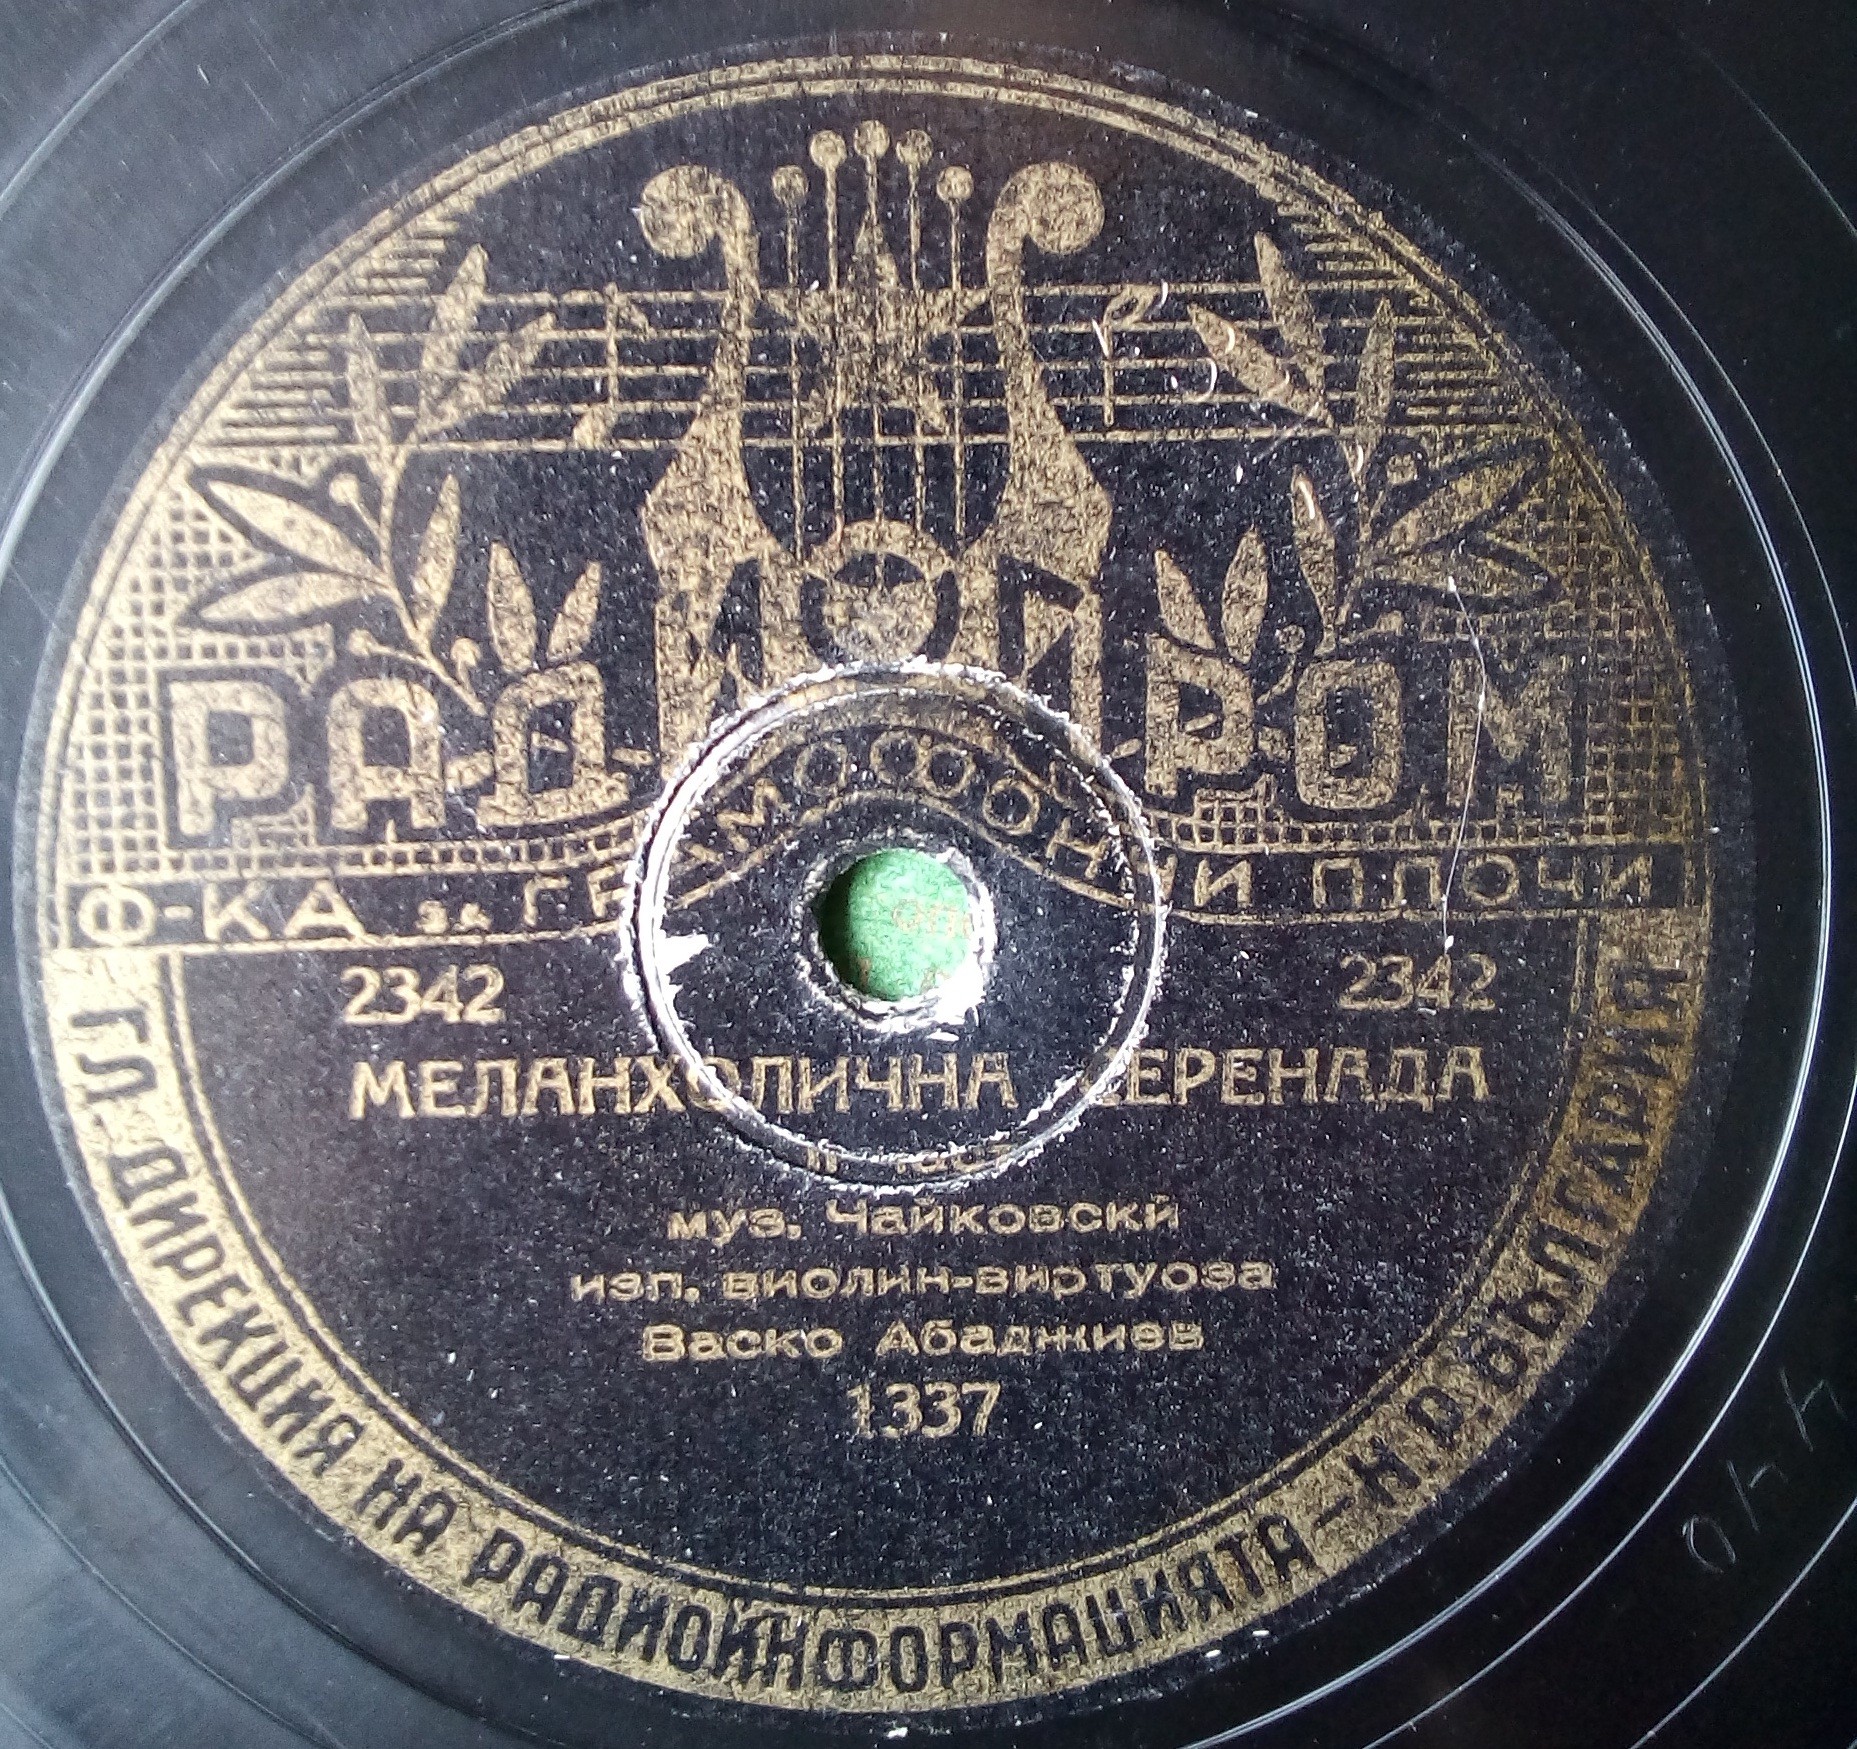 РАДИОПРОМ
Ф-КА за ГРАМОФОННИ ПЛОЧИ
2342 2342
МЕЛАНХОЛИЧНА СЕРЕНАДА
муз. Чайковски
изп. виолин-виртуоза
Васко Абаджиев
1337
ГЛ. ДИРЕКЦИЯ НА РАДИОИНФОРМАЦИЯТА - Н. Р. БЪЛГАРИЯ